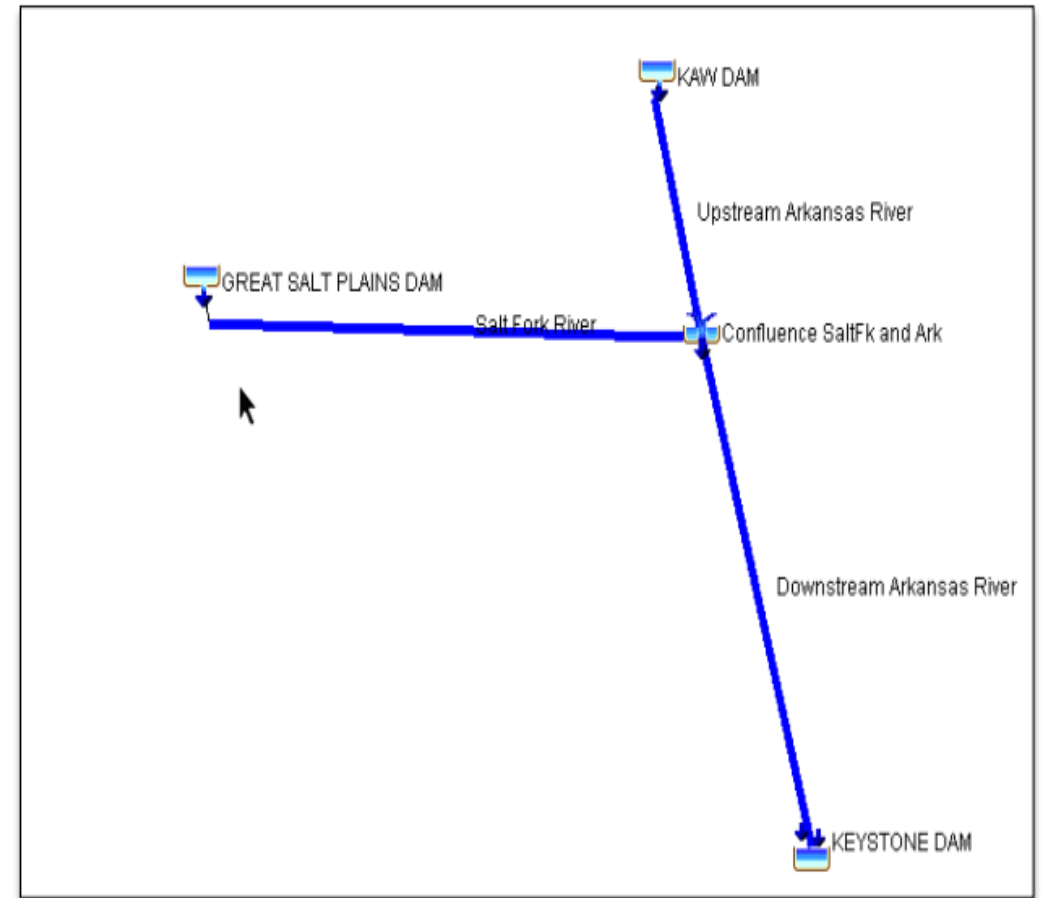 KAW DAM
Upstream Arkansas River
GREAT SALT PLAINS DAM
Salt Fork River
Confluence SaltFk and Ark
Downstream Arkansas River
KEYSTONE DAM